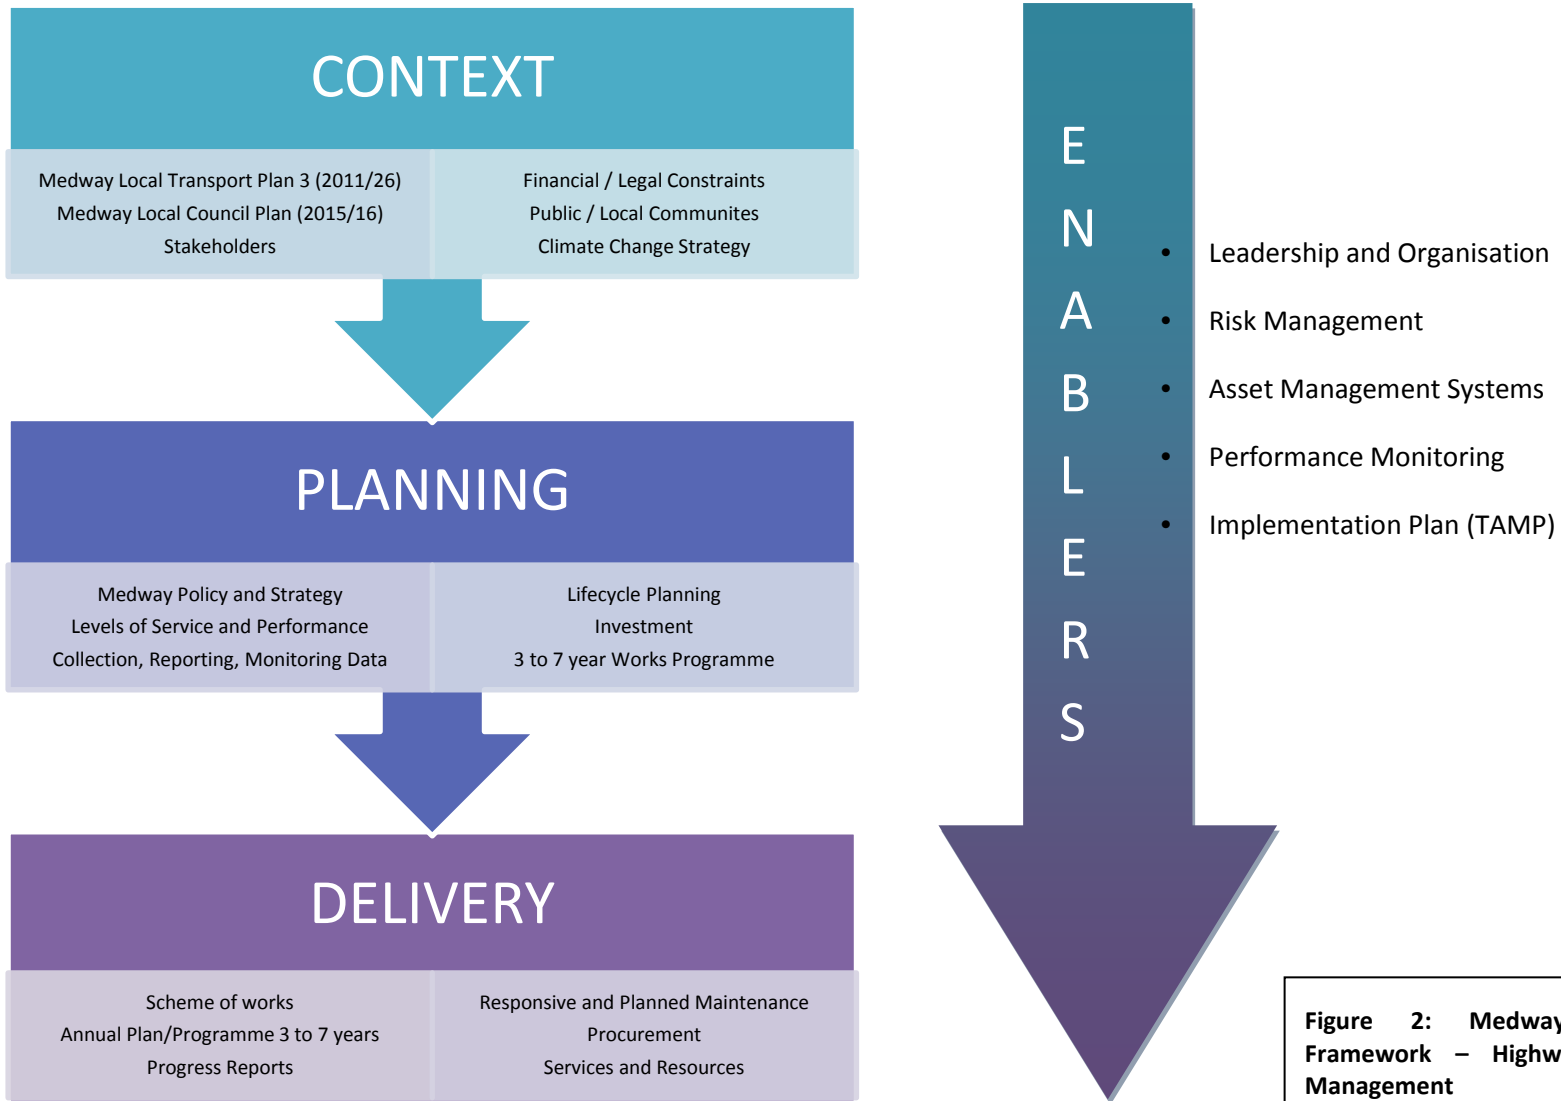 CONTEXT
Medway Local Transport Plan 3 (2011/26)
Medway Local Council Plan (2015/16)
Stakeholders
Financial / Legal Constraints
Public / Local Communites
Climate Change Strategy
PLANNING
Medway Policy and Strategy
Levels of Service and Performance
Collection, Reporting, Monitoring Data
Lifecycle Planning
Investment
3 to 7 year Works Programme
DELIVERY
Scheme of works
Annual Plan/Programme 3 to 7 years
Progress Reports
Responsive and Planned Maintenance
Procurement
Services and Resources
E
N
A
B
L
E
R
S
• Leadership and Organisation
• Risk Management
• Asset Management Systems
• Performance Monitoring
• Implementation Plan (TAMP)
Figure 2: Medway
Framework – Highw
Management